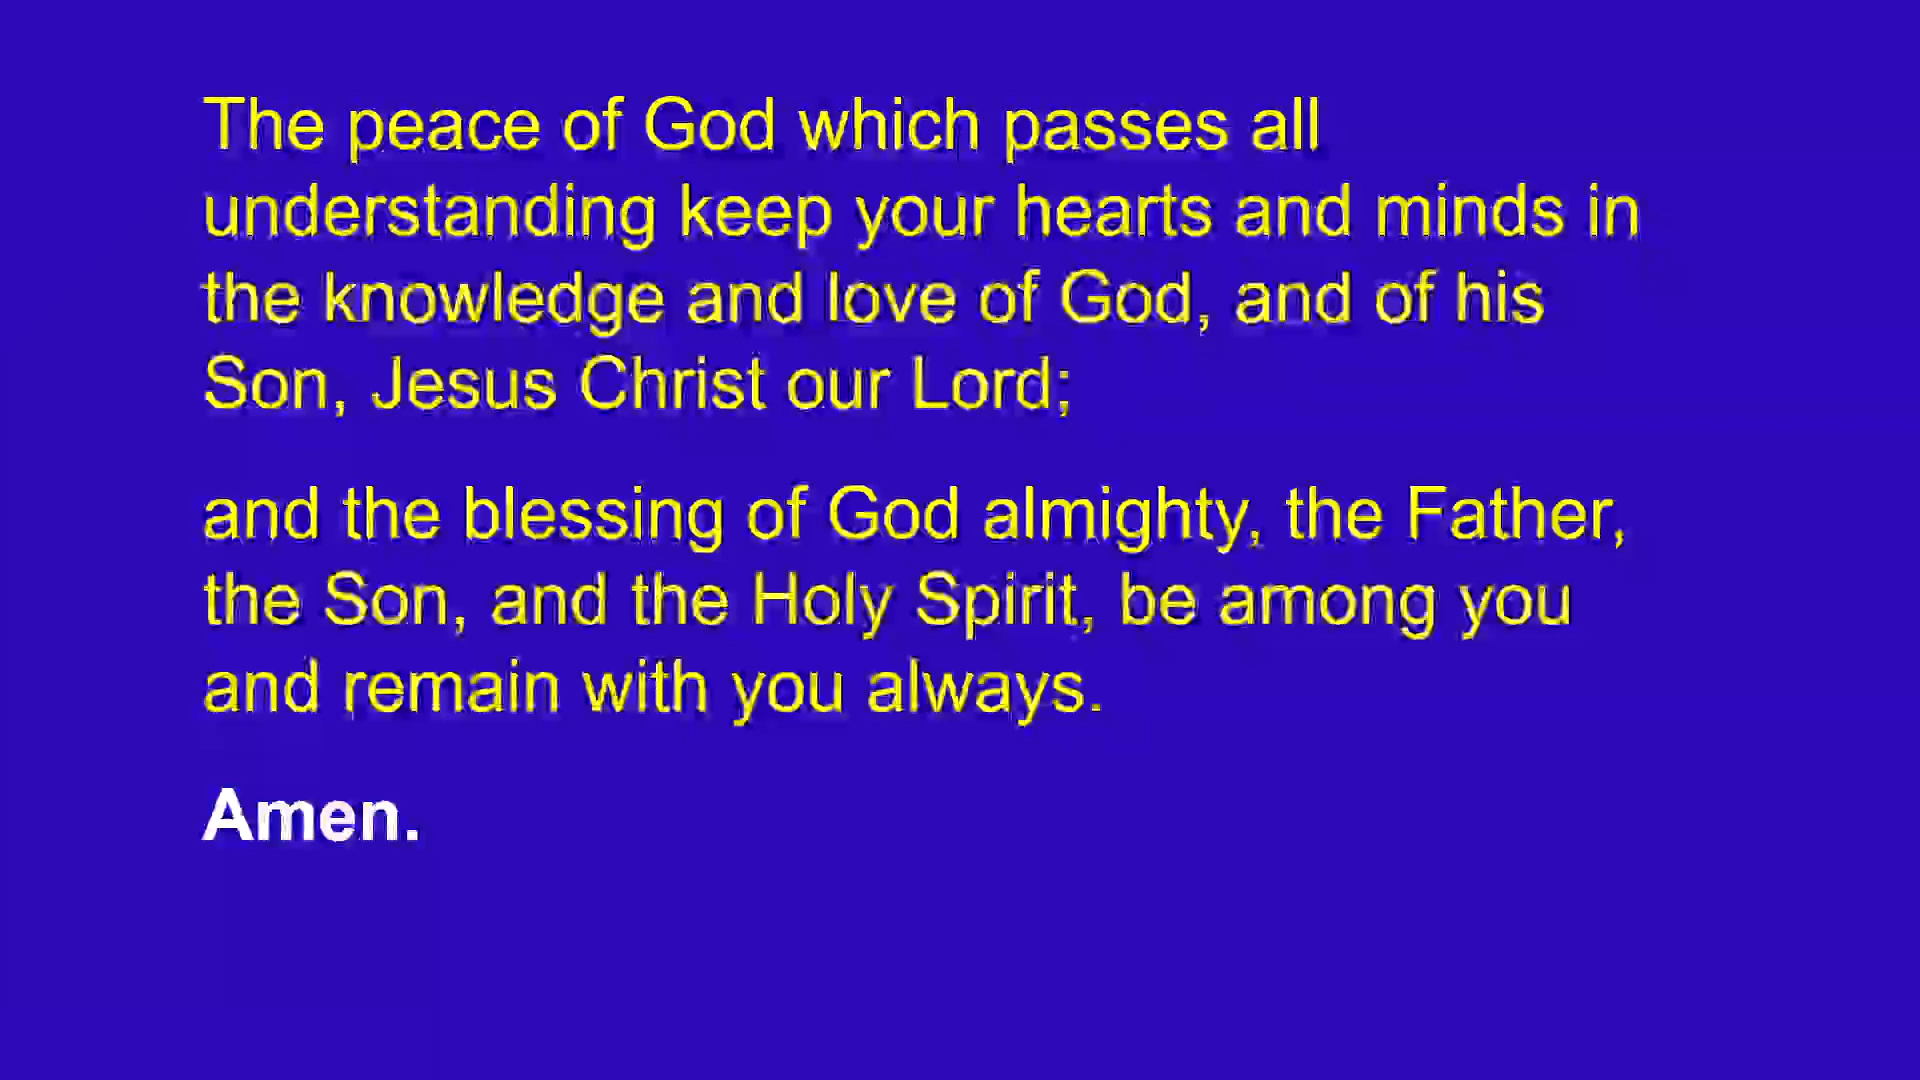 The peace of God which passes all
understanding keep your hearts and minds in
the knowledge and love of God, and of his
Son, Jesus Christ our Lord;
and the blessing of God almighty, the Father,
the Son, and the Holy Spirit, be among you
and remain with you always.
Amen.